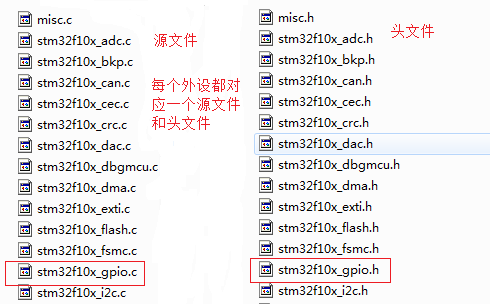 misc.c
stm32f10x_adc.c
源文件
stm32f10x_bkp.c
stm32f10x_can.c
每个外设都对
stm32f10x_cec.c
应一个源文件
stm32f10x_crc.c
和头文件
stm32f10x_dac.c
stm32f10x_dbgmcu.c
stm32f10x_dma.c
stm32f10x_exti.c
stm32f10x_flash.c
stm32f10x_fsmc.c
stm32f10x_gpio.c
stm32f10x_i2c.c
misc.h
头文件
stm32f10x_adc.h
stm32f10x_bkp.h
stm32f10x_can.h
stm32f10x_cec.h
stm32f10x_crc.h
stm32f10x_dac.h
stm32f10x_dbgmcu.h
stm32f10x_dma.h
stm32f10x_exti.h
stm32f10x_flash.h
stm32f10x_fsmc.h
stm32f10x_gpio.h
stm32f10x_i2c.h